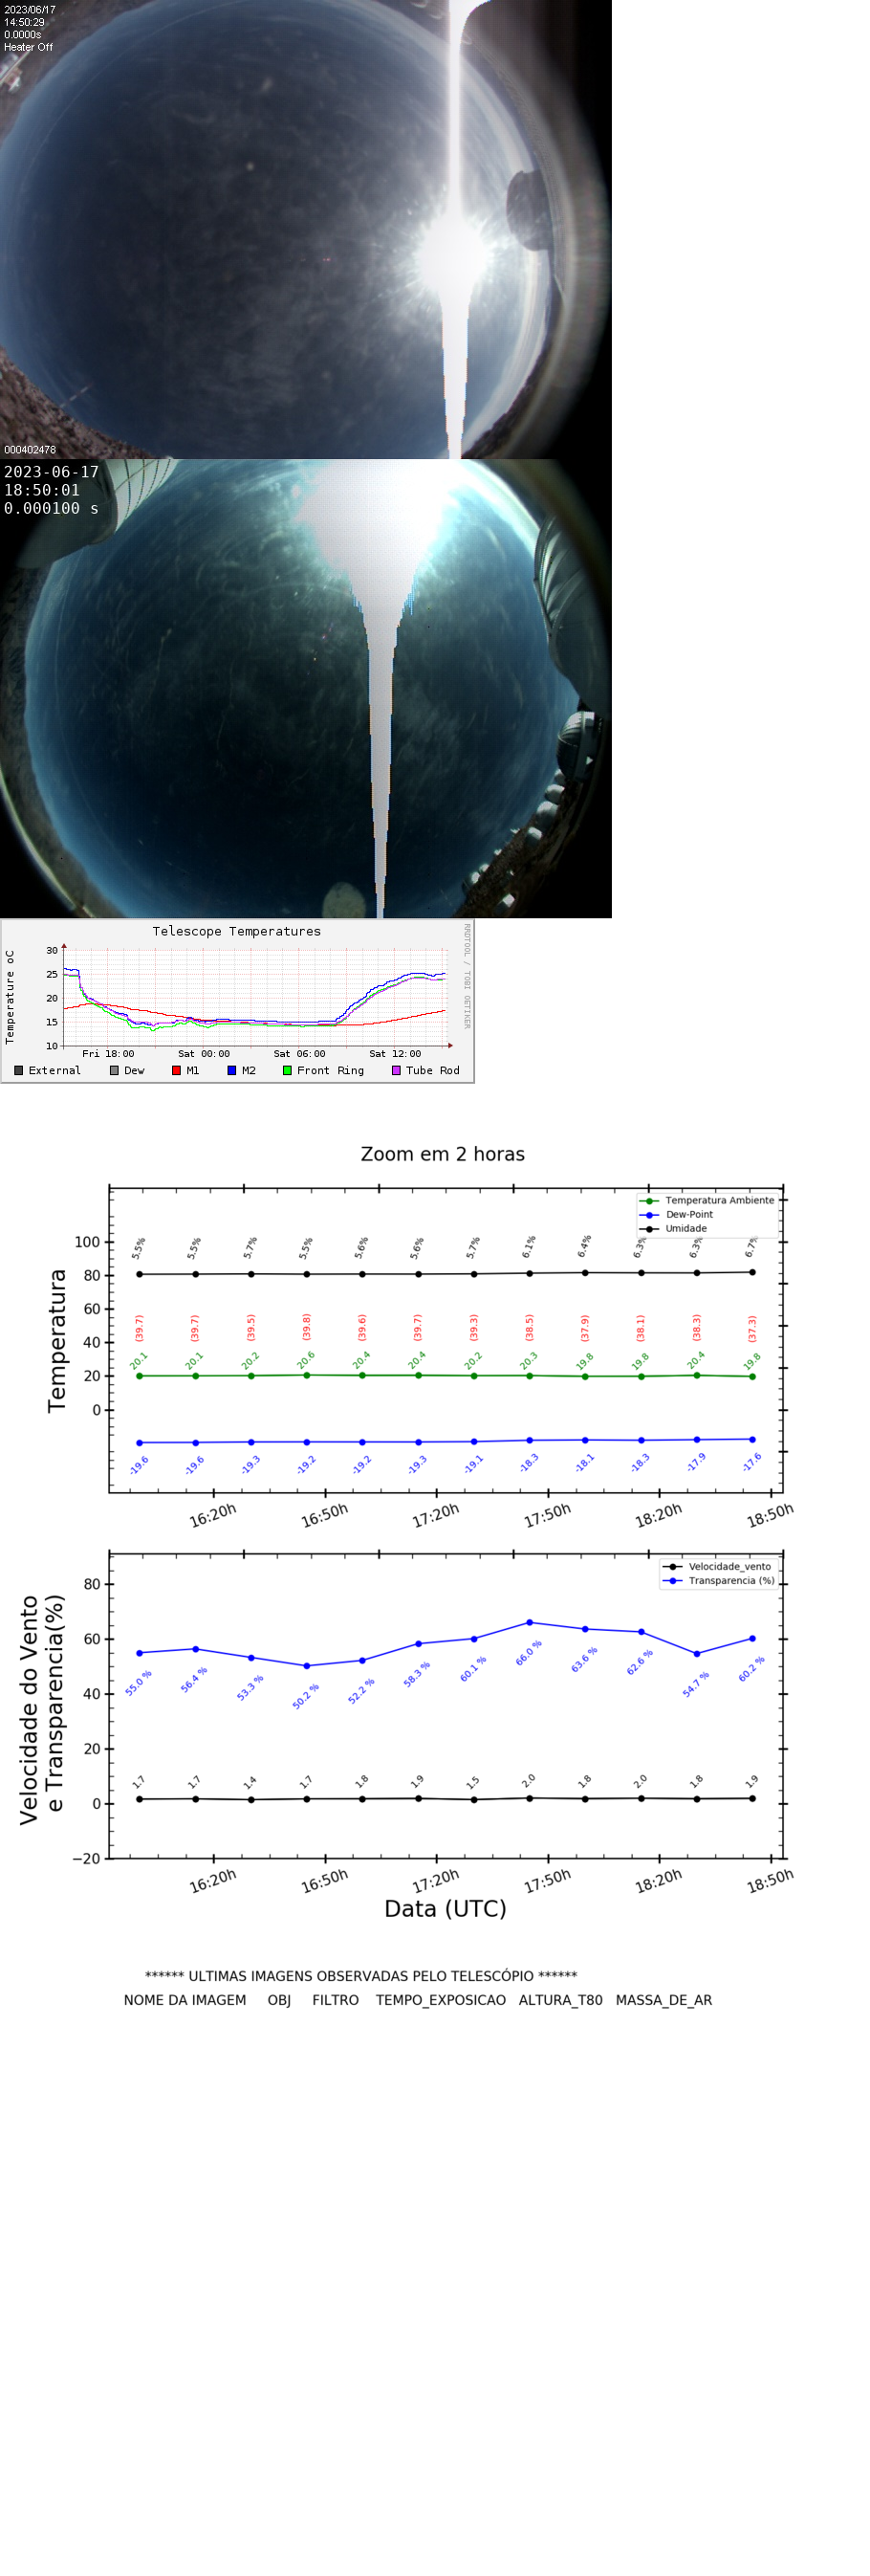 2023/06/17
14:50:29
0.0000s
Heater Off
000402478
2023-06-17
18:50:01
0.000100 s
Telescope Temperatures
RRDTOOL / TOBI OETIKER
Temperature oC
30
25
20
15
10
Fri 18:00 Sat 00:00 Sat 06:00 Sat 12:00
External Dew M1 M2 Front Ring Tube Rod
Zoom em 2 horas
Temperatura Ambiente
Dew-Point
Umidade
Temperatura
100
80
60
40
20
0
5.5% 5.5% 5.7% 5.5% 5.6% 5.6% 5.7% 6.1% 6.4% 6.3% 6.3% 6.7%
(39.7) (39.7) (39.5) (39.8) (39.6) (39.7) (39.3) (38.5) (37.9) (38.1) (38.3) (37.3)
20.1 20.1 20.2 20.6 20.4 20.4 20.2 20.3 19.8 19.8 20.4 19.8
-19.6 -19.6 -19.3 -19.2 -19.2 -19.3 -19.1 -18.3 -18.1 -18.3 -17.9 -17.6
16:20h 16:50h 17:20h 17:50h 18:20h 18:50h
Velocidade_vento
Transparencia (%)
Velocidade do Vento
e Transparencia(%)
80
60
40
20
0
−20
55.0 % 56.4 % 53.3 % 50.2 % 52.2 % 58.3 % 60.1 % 66.0 % 63.6 % 62.6 % 54.7 % 60.2 %
1.7 1.7 1.4 1.7 1.8 1.9 1.5 2.0 1.8 2.0 1.8 1.9
16:20h 16:50h 17:20h 17:50h 18:20h 18:50h
Data (UTC)
****** ULTIMAS IMAGENS OBSERVADAS PELO TELESCÓPIO ******
NOME DA IMAGEM OBJ FILTRO TEMPO_EXPOSICAO ALTURA_T80 MASSA_DE_AR